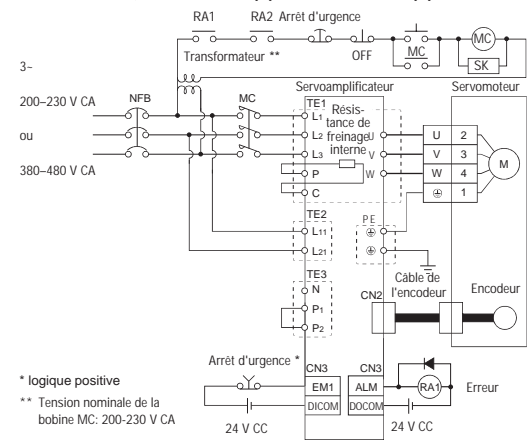 RA1 RA2 Arrêt d'urgence
MC
OFF
MC
SK
Transformateur **
3~
200–230 V CA
ou
380–480 V CA
NFB
MC
Servoamplificateur
Servomoteur
TE1
L1
L2
L3
P
C
Résis-
tance de
freinage
interne
U
V
W
U 2
V 3
W 4
1
M
TE2
L11
L21
PE
TE3
N
P1
P2
CN2
Câble de
l'encodeur
Encodeur
Arrêt d'urgence *
CN3
EM1
DICOM
24 V CC
CN3
ALM
DOCOM
24 V CC
RA1
Erreur
* logique positive
** Tension nominale de la
bobine MC: 200-230 V CA